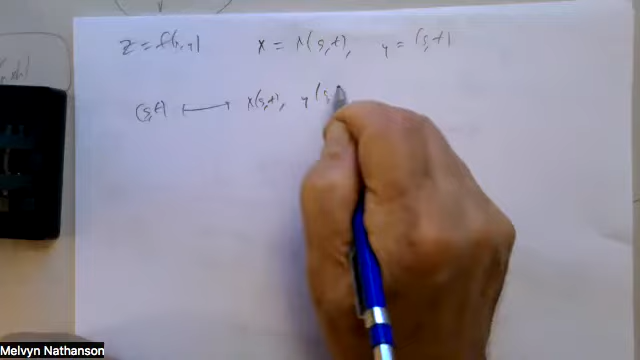 z = f(x,y)   x = x(s,t),   y = (s,t)
(s,t) ⟼ x(s,t),  y(s,
Melvyn Nathanson